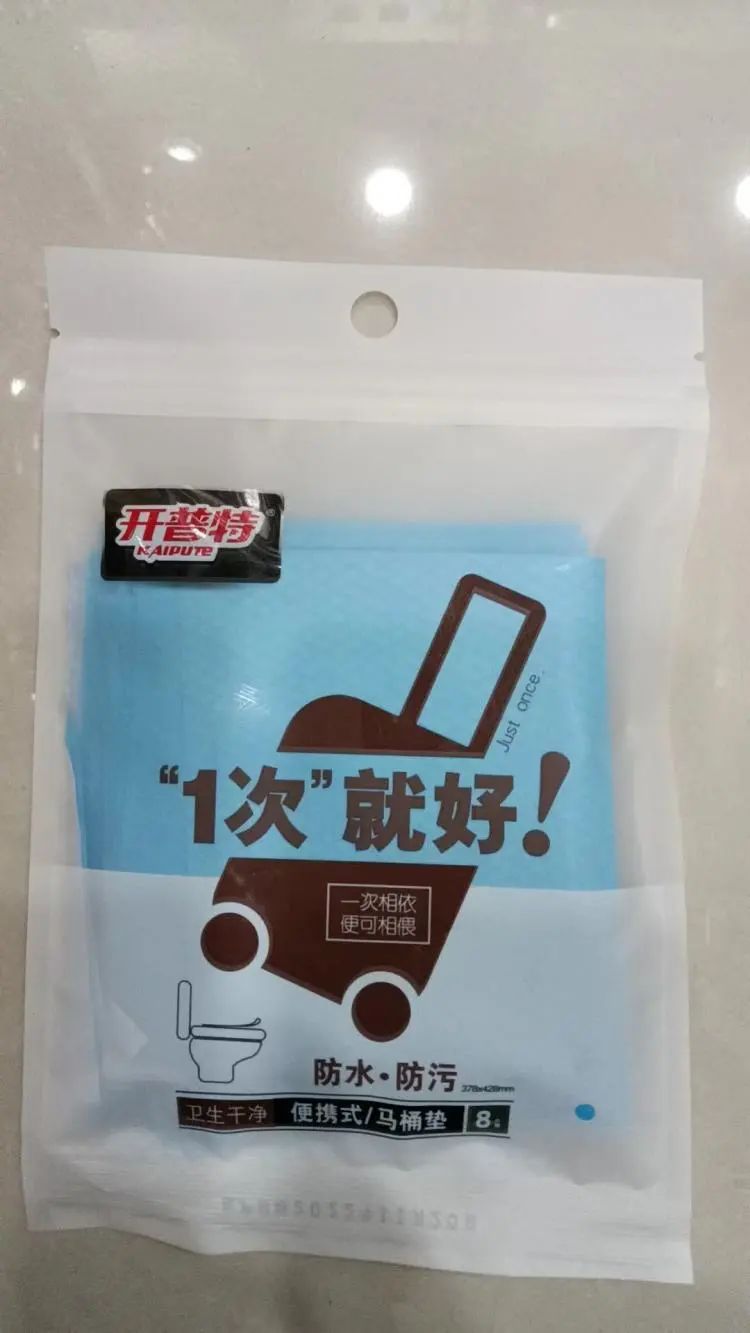 开普特®
KAIPUTE
Just once.
“1次”就好！
一次相依
便可相偎
防水·防污 378x428mm
卫生干净 便携式/马桶垫 8